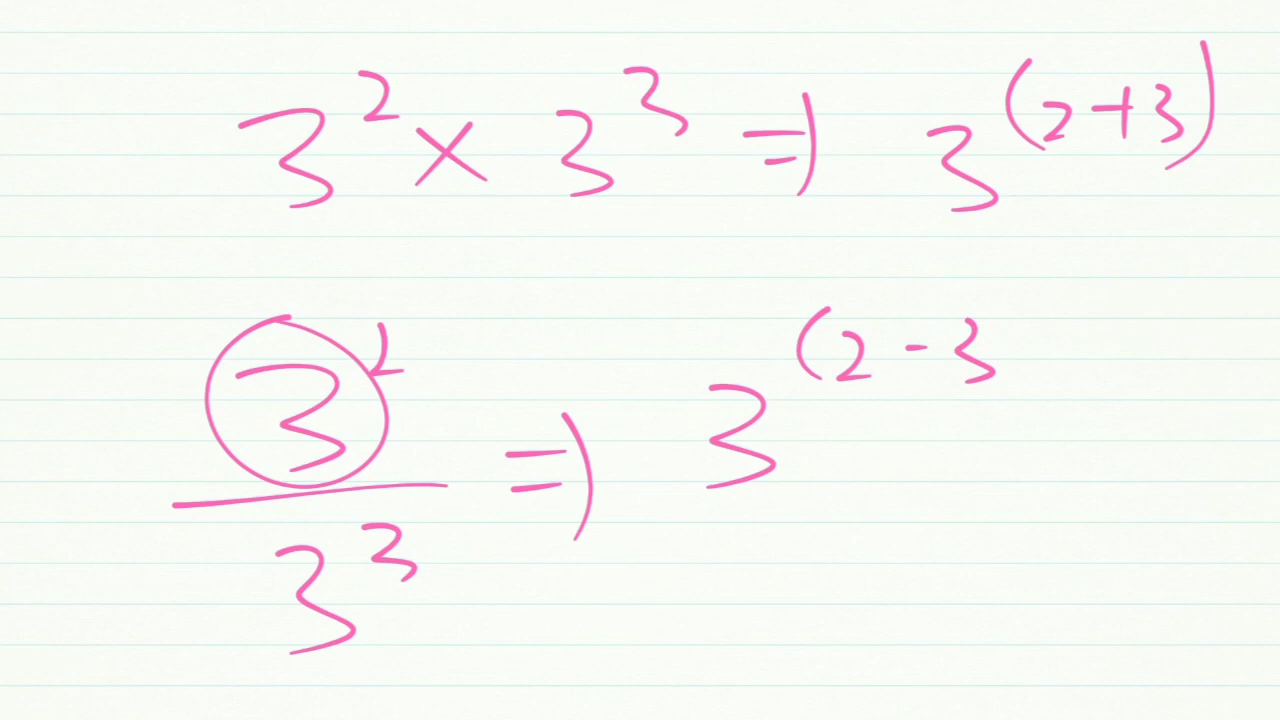 3² × 3³ ⇒ 3⁽²⁺³⁾
3² / 3³ ⇒ 3⁽²⁻³